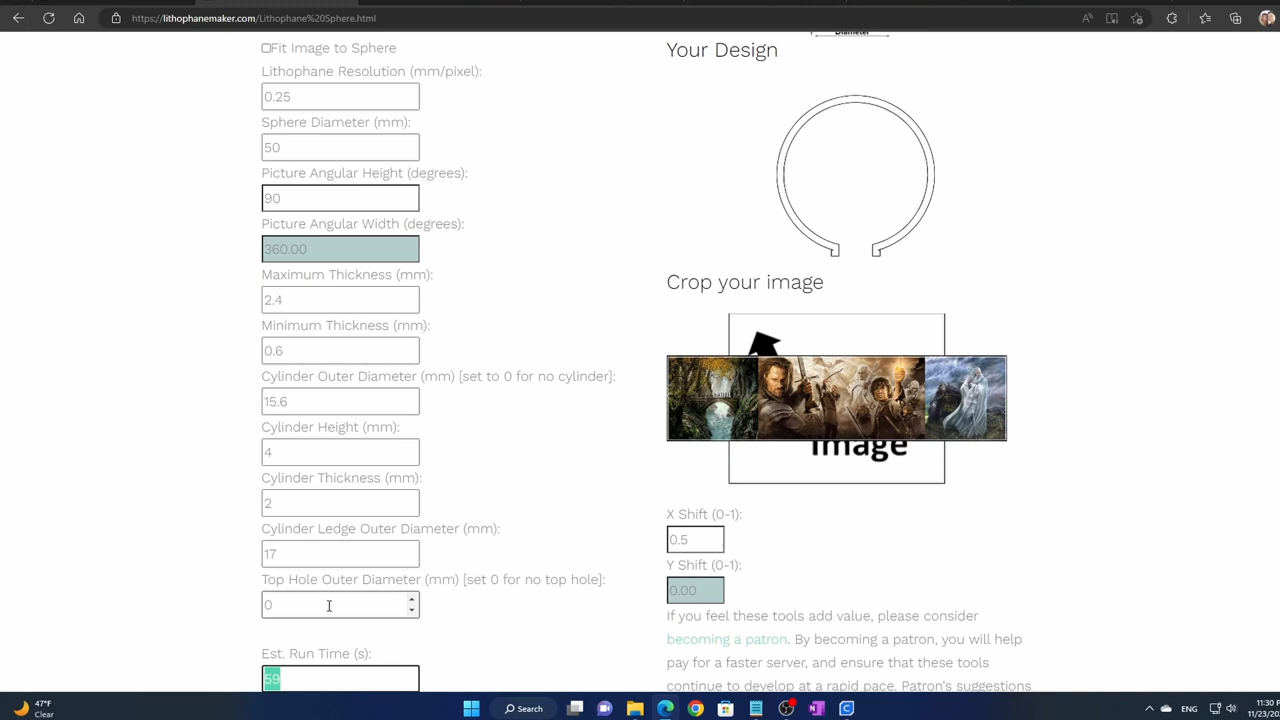 https://lithophanemaker.com/Lithophane%20Sphere.html
Diameter
Fit Image to Sphere
Lithophane Resolution (mm/pixel):
0.25
Sphere Diameter (mm):
50
Picture Angular Height (degrees):
90
Picture Angular Width (degrees):
360.00
Maximum Thickness (mm):
2.4
Minimum Thickness (mm):
0.6
Cylinder Outer Diameter (mm) [set to 0 for no cylinder]:
15.6
Cylinder Height (mm):
4
Cylinder Thickness (mm):
2
Cylinder Ledge Outer Diameter (mm):
17
Top Hole Outer Diameter (mm) [set 0 for no top hole]:
0
Est. Run Time (s):
59
Your Design
Crop your image
Image
X Shift (0-1):
0.5
Y Shift (0-1):
0.00
If you feel these tools add value, please consider
becoming a patron. By becoming a patron, you will help
pay for a faster server, and ensure that these tools
continue to develop at a rapid pace. Patron's suggestions
47°F
Clear
Search
ENG
11:30